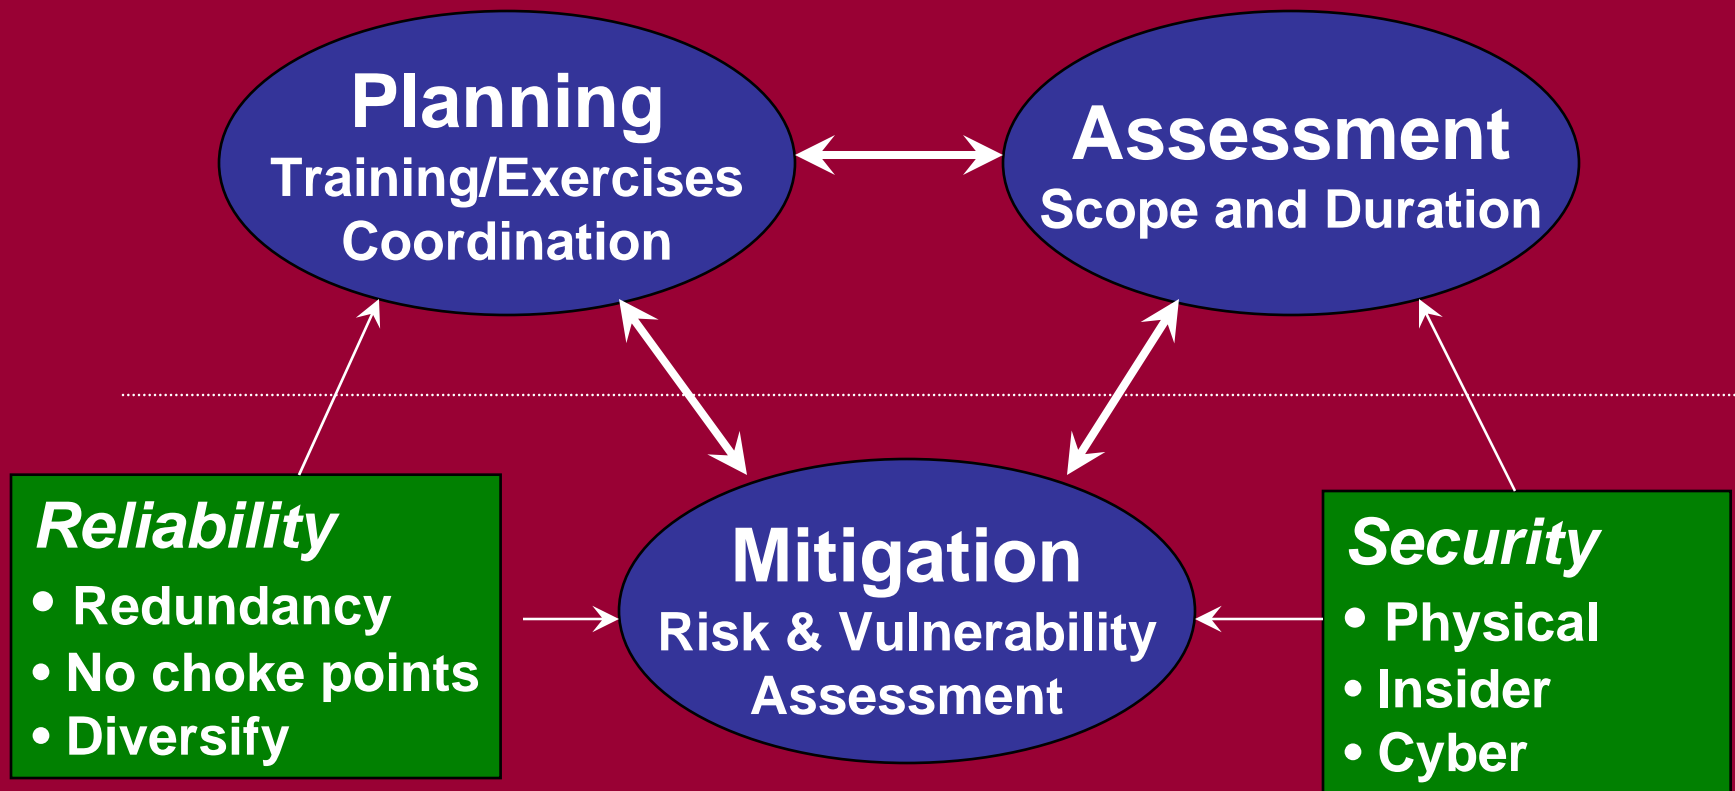 Planning
Training/Exercises
Coordination
Assessment
Scope and Duration
Reliability
• Redundancy
• No choke points
• Diversify
Mitigation
Risk & Vulnerability
Assessment
Security
• Physical
• Insider
• Cyber